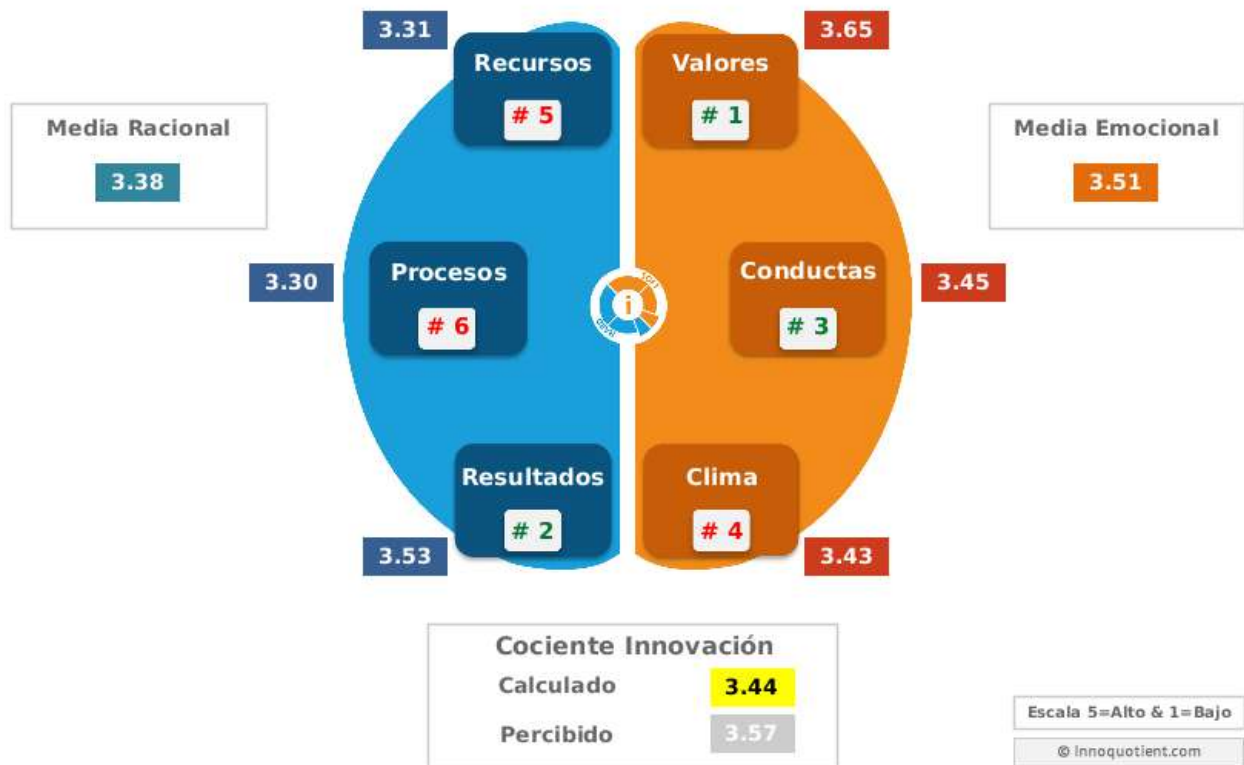 3.31
3.65
Recursos
# 5
Valores
# 1
Media Racional
3.38
Media Emocional
3.51
3.30
Procesos
# 6
i
Conductas
# 3
3.45
Resultados
# 2
Clima
# 4
3.53
3.43
Cociente Innovación
Calculado
3.44
Percibido
3.57
Escala 5=Alto & 1=Bajo
© Innoquotient.com